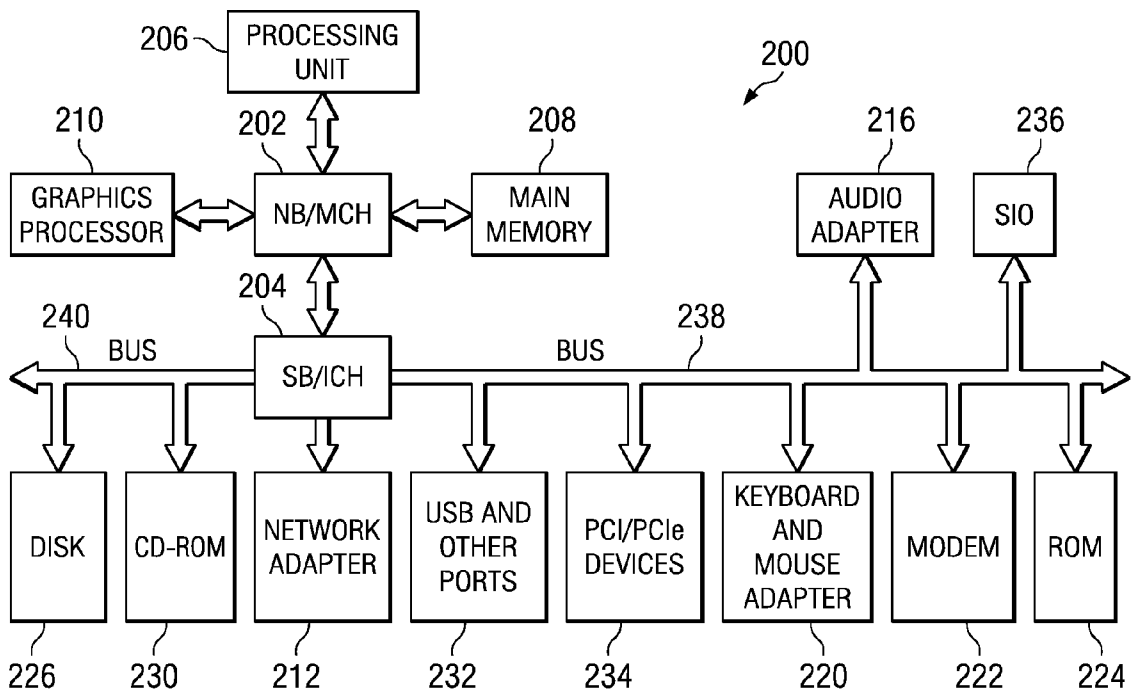 206
PROCESSING
UNIT
200
210
202
208
216
236
GRAPHICS
PROCESSOR
NB/MCH
MAIN
MEMORY
AUDIO
ADAPTER
SIO
204
240
BUS
SB/ICH
BUS
238
DISK
CD-ROM
NETWORK
ADAPTER
USB AND
OTHER
PORTS
PCI/PCIe
DEVICES
KEYBOARD
AND
MOUSE
ADAPTER
MODEM
ROM
226
230
212
232
234
220
222
224